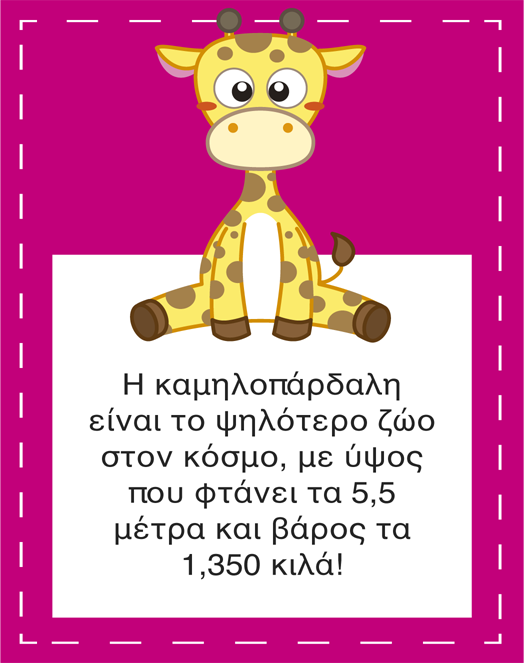 Η καμηλοπάρδαλη
είναι το ψηλότερο ζώο
στον κόσμο, με ύψος
που φτάνει τα 5,5
μέτρα και βάρος τα
1,350 κιλά!